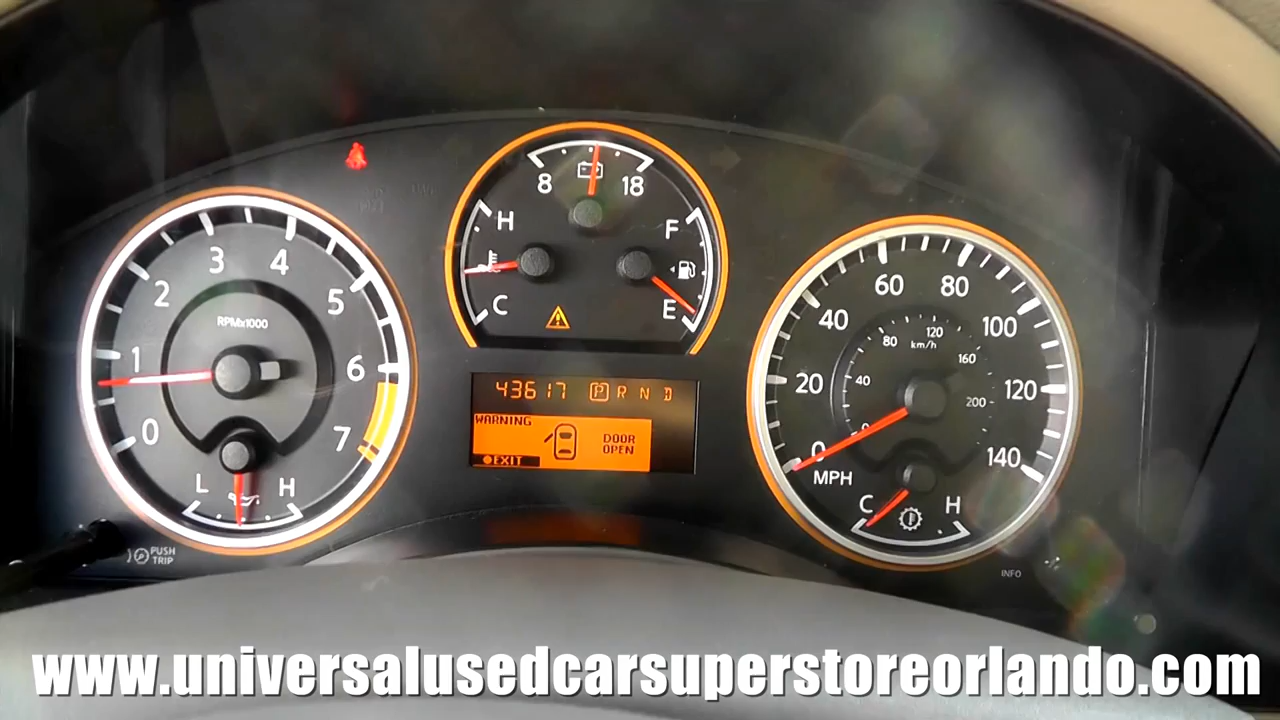 8 18
H
C
F
E
RPMx1000
0 1 2 3 4 5 6 7
L H
PUSH
TRIP
43617 P R N D
WARNING
DOOR
OPEN
EXIT
0 20 40 60 80 100 120 140
MPH
40 80 120 160 200
km/h
C H
INFO
www.universalusedcarsuperstoreorlando.com